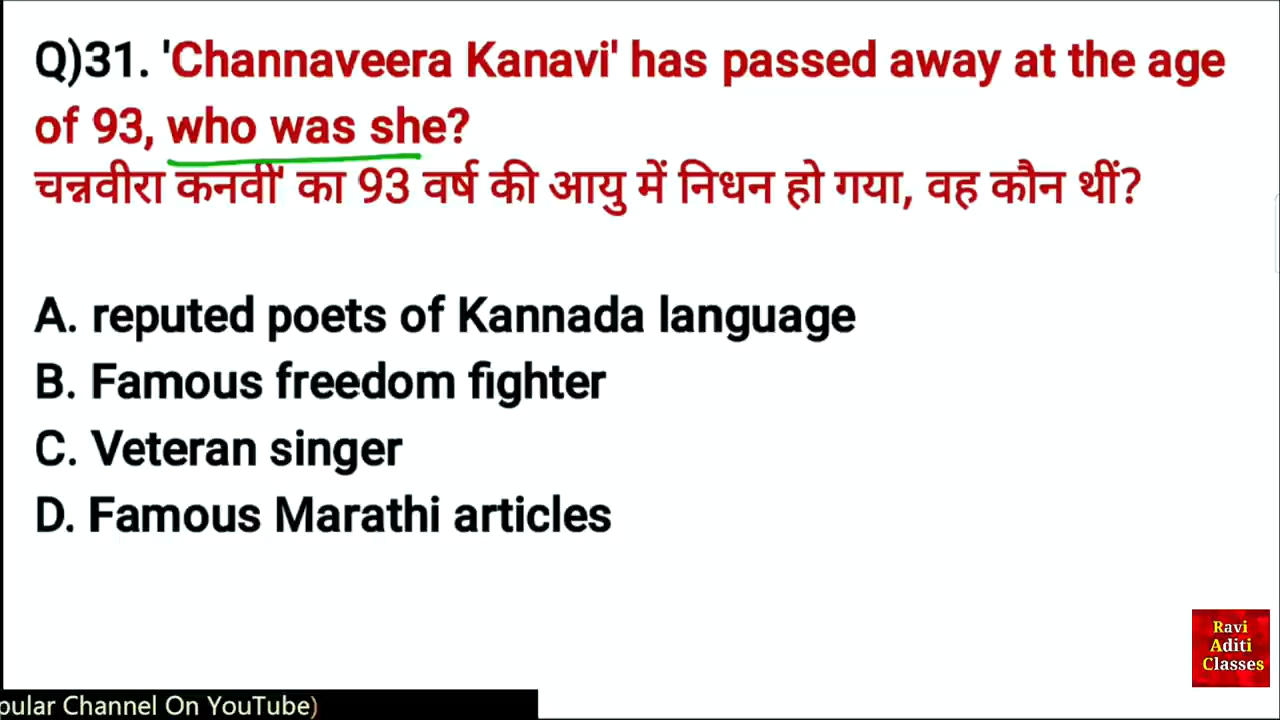 Q)31. 'Channaveera Kanavi' has passed away at the age
of 93, who was she?
चन्नवीरा कनवी' का 93 वर्ष की आयु में निधन हो गया, वह कौन थीं?
A. reputed poets of Kannada language
B. Famous freedom fighter
C. Veteran singer
D. Famous Marathi articles
Ravi
Aditi
Classes
pular Channel On YouTube)